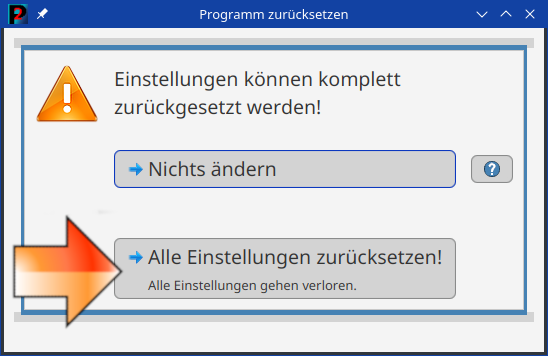 Programm zurücksetzen
Einstellungen können komplett
zurückgesetzt werden!
Nichts ändern
?
Alle Einstellungen zurücksetzen!
Alle Einstellungen gehen verloren.